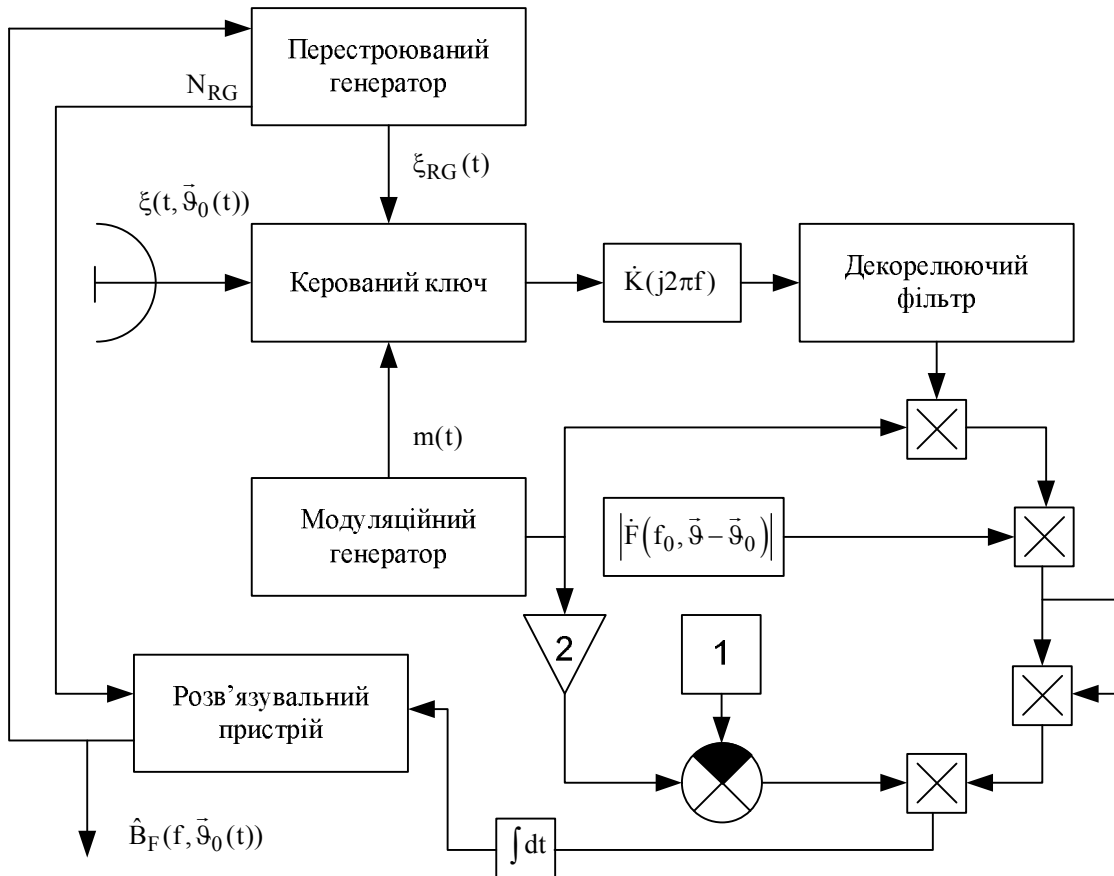 Перестроюваний
генератор
N_RG
ξ_RG(t)
ξ(t, ϑ⃗_0(t))
Керований ключ
K̇(j2πf)
Декорелюючий
фільтр
m(t)
Модуляційний
генератор
|Ḟ(f_0, ϑ⃗ − ϑ⃗_0)|
2
1
Розв’язувальний
пристрій
B̂_F(f, ϑ⃗_0(t))
∫dt